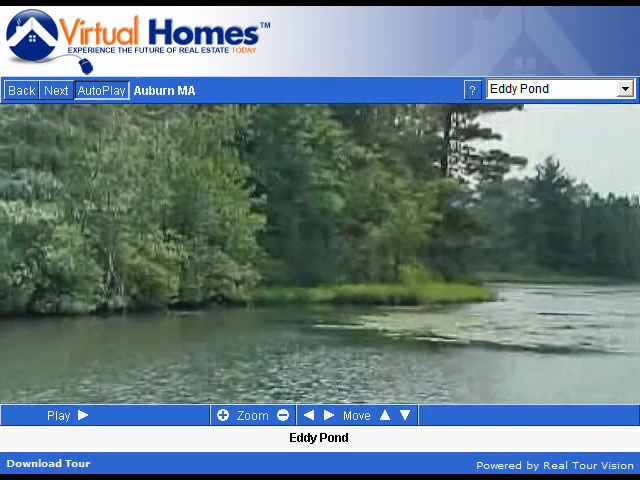 Virtual Homes™
EXPERIENCE THE FUTURE OF REAL ESTATE TODAY
Back Next AutoPlay Auburn MA ? Eddy Pond
Play Zoom Move
Eddy Pond
Download Tour Powered by Real Tour Vision